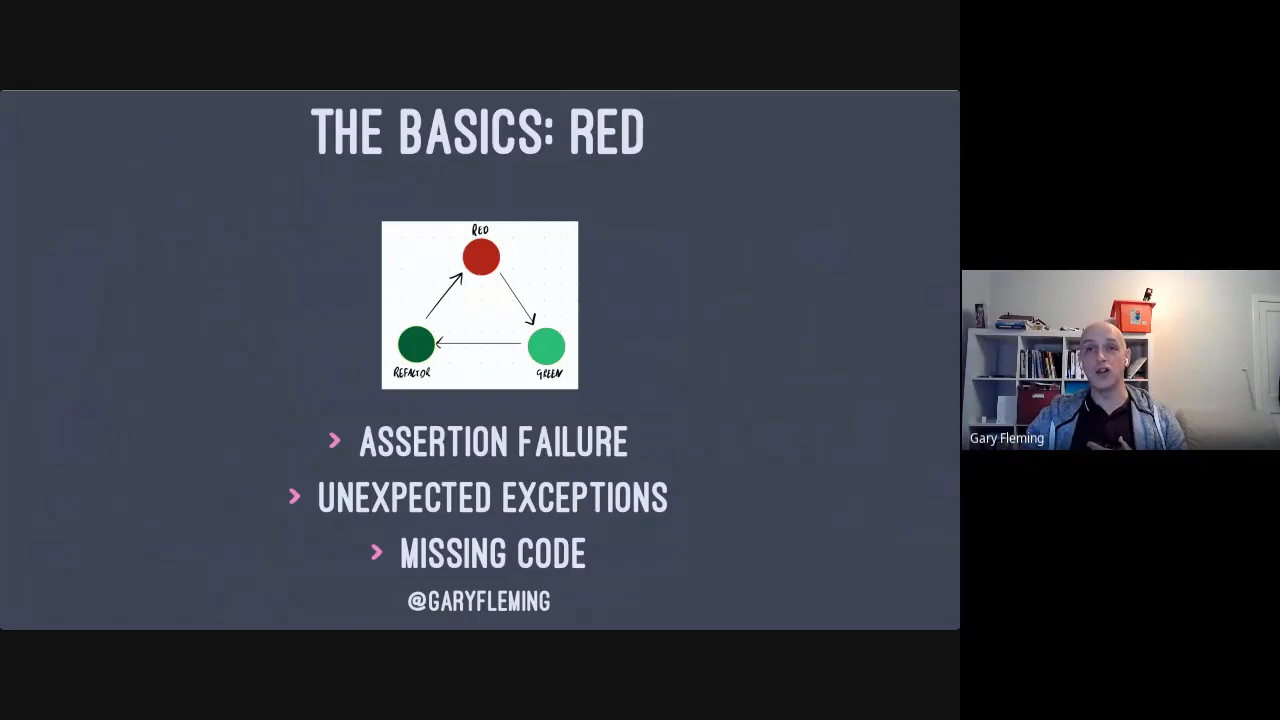 THE BASICS: RED
RED
REFACTOR
GREEN
ASSERTION FAILURE
UNEXPECTED EXCEPTIONS
MISSING CODE
@GARYFLEMING
Gary Fleming